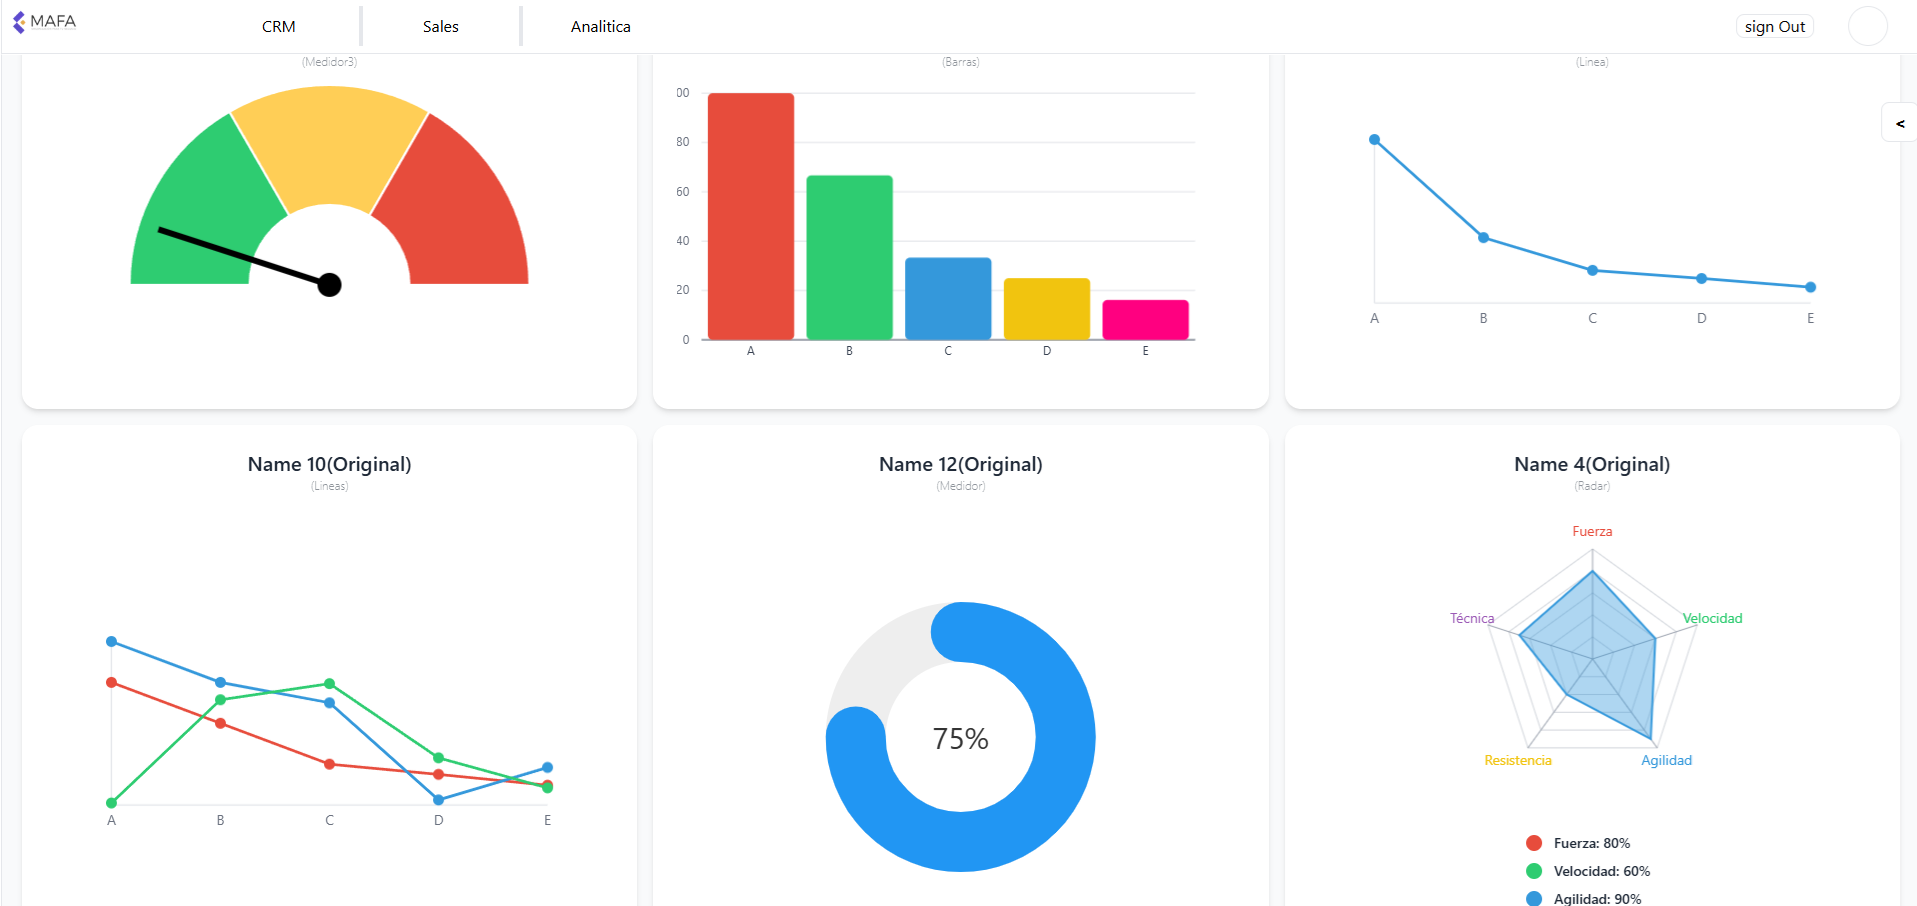 MAFA
CRM
Sales
Analitica
sign Out
(Medidor3)
(Barras)
00
80
60
40
20
0
A
B
C
D
E
(Linea)
<
A
B
C
D
E
Name 10(Original)
(Lineas)
A
B
C
D
E
Name 12(Original)
(Medidor)
75%
Name 4(Original)
(Radar)
Fuerza
Técnica
Velocidad
Resistencia
Agilidad
Fuerza: 80%
Velocidad: 60%
Agilidad: 90%